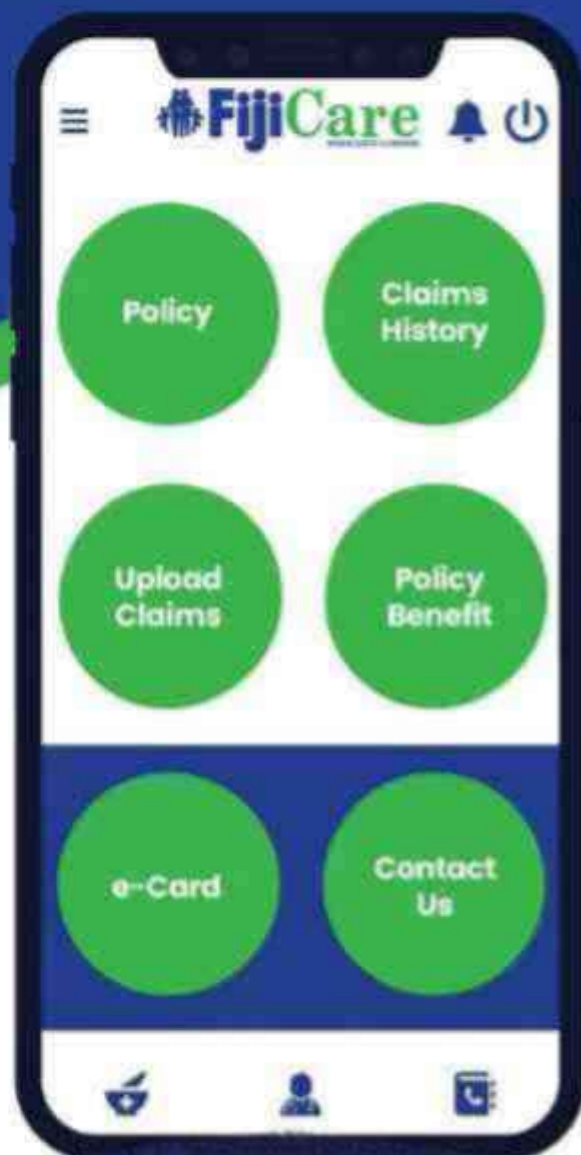 FijiCare
Policy
Claims
History
Upload
Claims
Policy
Benefit
e-Card
Contact
Us